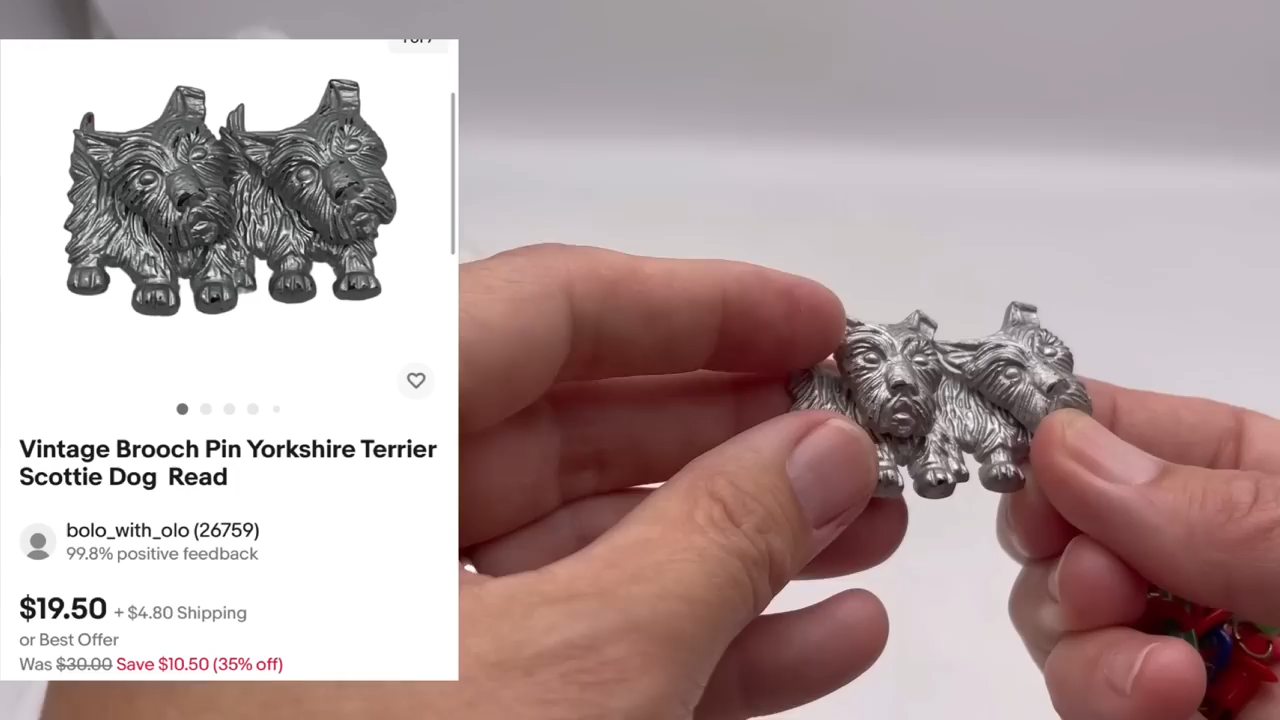 Vintage Brooch Pin Yorkshire Terrier
Scottie Dog Read
bolo_with_olo (26759)
99.8% positive feedback
$19.50 + $4.80 Shipping
or Best Offer
Was $30.00 Save $10.50 (35% off)